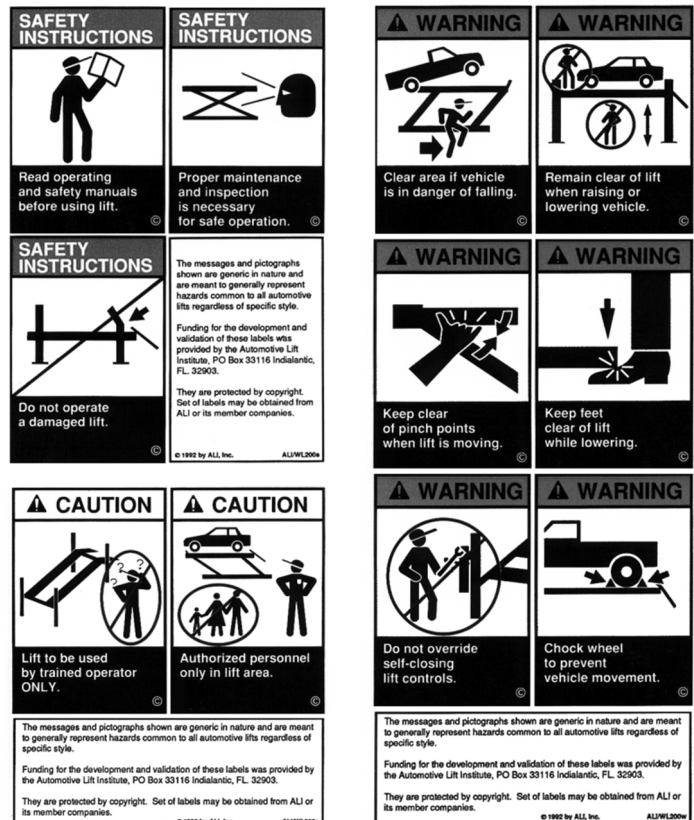 SAFETY
INSTRUCTIONS
Read operating
and safety manuals
before using lift.
©
SAFETY
INSTRUCTIONS
Proper maintenance
and inspection
is necessary
for safe operation.
©
SAFETY
INSTRUCTIONS
Do not operate
a damaged lift.
©
The messages and pictographs
shown are generic in nature and
are meant to generally represent
hazards common to all automotive
lifts regardless of specific style.
Funding for the development and
validation of these labels was
provided by the Automotive Lift
Institute, PO Box 33116 Indialantic,
FL. 32903.
They are protected by copyright.
Set of labels may be obtained from
ALI or its member companies.
© 1992 by ALI, Inc. ALI/WL200s
CAUTION
? ? ?
Lift to be used
by trained operator
ONLY.
©
CAUTION
Authorized personnel
only in lift area.
©
The messages and pictographs shown are generic in nature and are meant
to generally represent hazards common to all automotive lifts regardless of
specific style.
Funding for the development and validation of these labels was provided by
the Automotive Lift Institute, PO Box 33116 Indialantic, FL. 32903.
They are protected by copyright. Set of labels may be obtained from ALI or
its member companies.
WARNING
Clear area if vehicle
is in danger of falling.
©
WARNING
Remain clear of lift
when raising or
lowering vehicle.
©
WARNING
Keep clear
of pinch points
when lift is moving.
©
WARNING
Keep feet
clear of lift
while lowering.
©
WARNING
Do not override
self-closing
lift controls.
©
WARNING
Chock wheel
to prevent
vehicle movement.
©
The messages and pictographs shown are generic in nature and are meant
to generally represent hazards common to all automotive lifts regardless of
specific style.
Funding for the development and validation of these labels was provided by
the Automotive Lift Institute, PO Box 33116 Indialantic, FL. 32903.
They are protected by copyright. Set of labels may be obtained from ALI or
its member companies.
© 1992 by ALI, Inc. ALI/WL200w